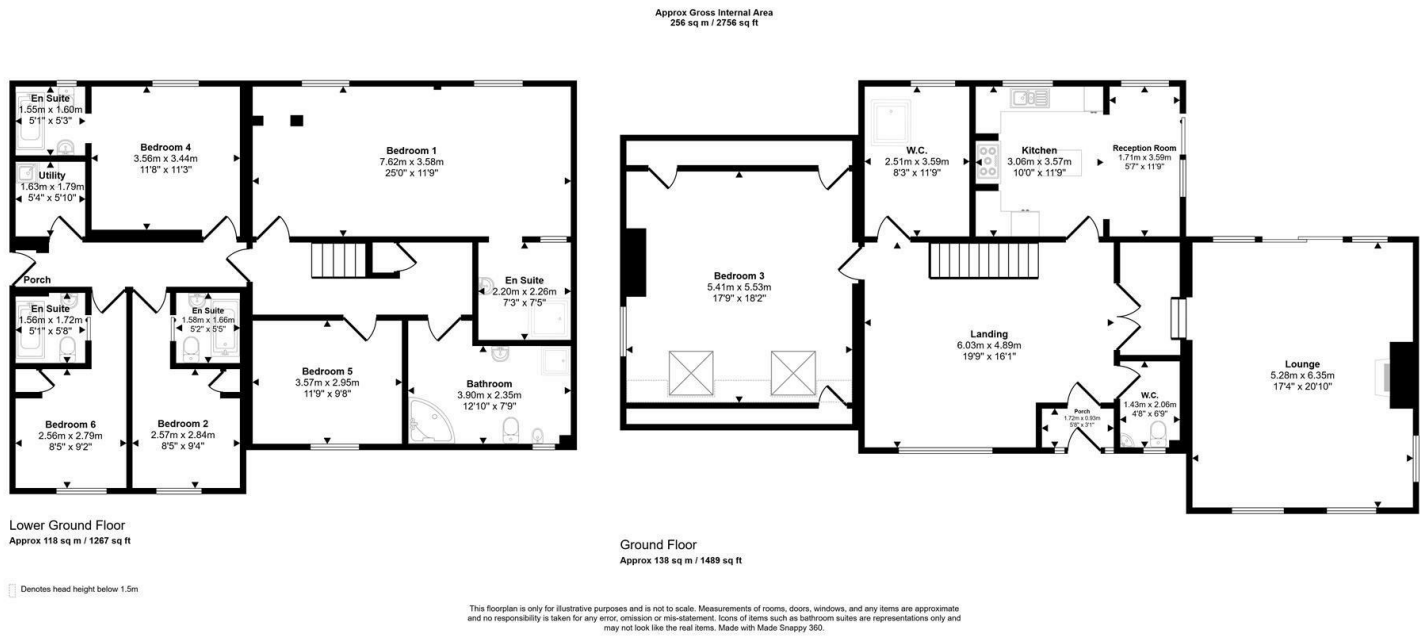 Approx Gross Internal Area
256 sq m / 2756 sq ft
En Suite
1.55m x 1.60m
5'1" x 5'3"
Bedroom 4
3.56m x 3.44m
11'8" x 11'3"
Bedroom 1
7.62m x 3.58m
25'0" x 11'9"
Utility
1.63m x 1.79m
5'4" x 5'10"
Porch
En Suite
1.56m x 1.72m
5'1" x 5'8"
En Suite
1.58m x 1.66m
5'2" x 5'5"
En Suite
2.20m x 2.26m
7'3" x 7'5"
Bedroom 5
3.57m x 2.95m
11'9" x 9'8"
Bathroom
3.90m x 2.35m
12'10" x 7'9"
Bedroom 6
2.56m x 2.79m
8'5" x 9'2"
Bedroom 2
2.57m x 2.84m
8'5" x 9'4"
Lower Ground Floor
Approx 118 sq m / 1267 sq ft
Denotes head height below 1.5m
W.C.
2.51m x 3.59m
8'3" x 11'9"
Kitchen
3.06m x 3.57m
10'0" x 11'9"
Reception Room
1.71m x 3.59m
5'7" x 11'9"
Bedroom 3
5.41m x 5.53m
17'9" x 18'2"
Landing
6.03m x 4.89m
19'9" x 16'1"
Lounge
5.28m x 6.35m
17'4" x 20'10"
Porch
1.72m x 0.93m
5'8" x 3'1"
W.C.
1.43m x 2.06m
4'8" x 6'9"
Ground Floor
Approx 138 sq m / 1489 sq ft
This floorplan is only for illustrative purposes and is not to scale. Measurements of rooms, doors, windows, and any items are approximate
and no responsibility is taken for any error, omission or mis-statement. Icons of items such as bathroom suites are representations only and
may not look like the real items. Made with Made Snappy 360.